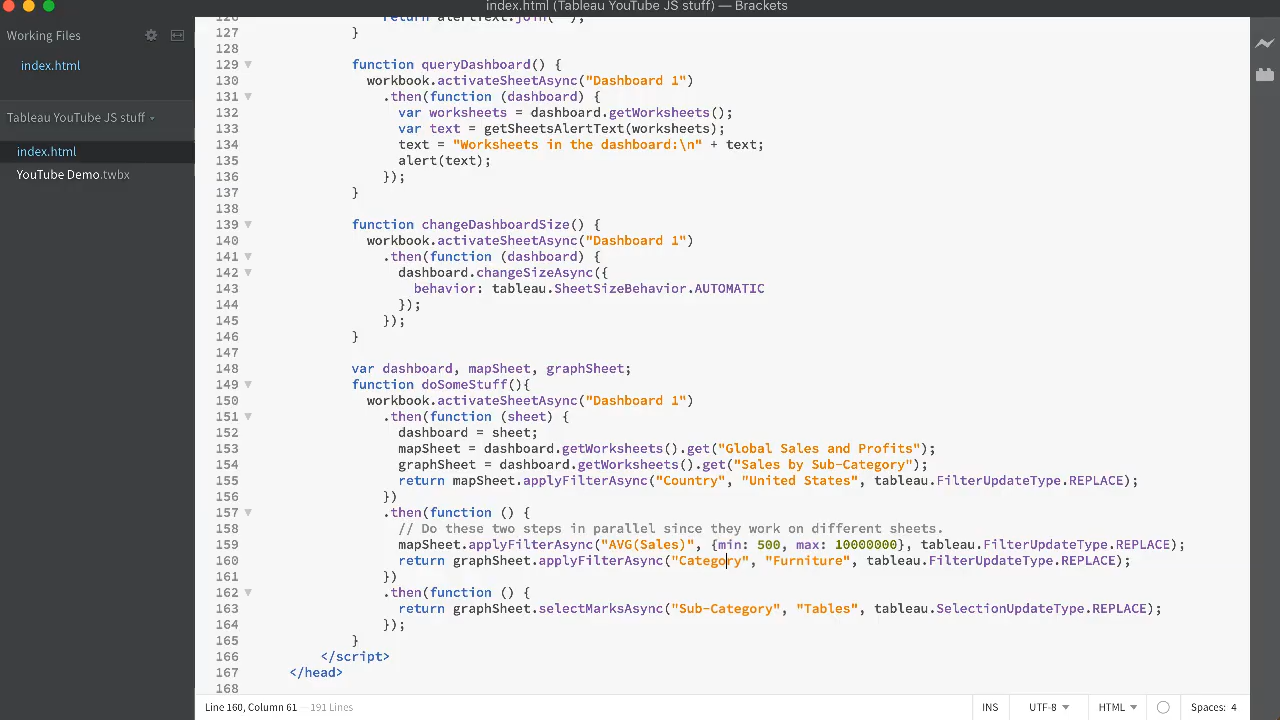 index.html (Tableau YouTube JS stuff) — Brackets
Working Files
index.html
Tableau YouTube JS stuff
index.html
YouTube Demo.twbx
127 }
128
129 function queryDashboard() {
130 workbook.activateSheetAsync("Dashboard 1")
131 .then(function (dashboard) {
132 var worksheets = dashboard.getWorksheets();
133 var text = getSheetsAlertText(worksheets);
134 text = "Worksheets in the dashboard:\n" + text;
135 alert(text);
136 });
137 }
138
139 function changeDashboardSize() {
140 workbook.activateSheetAsync("Dashboard 1")
141 .then(function (dashboard) {
142 dashboard.changeSizeAsync({
143 behavior: tableau.SheetSizeBehavior.AUTOMATIC
144 });
145 });
146 }
147
148 var dashboard, mapSheet, graphSheet;
149 function doSomeStuff(){
150 workbook.activateSheetAsync("Dashboard 1")
151 .then(function (sheet) {
152 dashboard = sheet;
153 mapSheet = dashboard.getWorksheets().get("Global Sales and Profits");
154 graphSheet = dashboard.getWorksheets().get("Sales by Sub-Category");
155 return mapSheet.applyFilterAsync("Country", "United States", tableau.FilterUpdateType.REPLACE);
156 })
157 .then(function () {
158 // Do these two steps in parallel since they work on different sheets.
159 mapSheet.applyFilterAsync("AVG(Sales)", {min: 500, max: 10000000}, tableau.FilterUpdateType.REPLACE);
160 return graphSheet.applyFilterAsync("Category", "Furniture", tableau.FilterUpdateType.REPLACE);
161 })
162 .then(function () {
163 return graphSheet.selectMarksAsync("Sub-Category", "Tables", tableau.SelectionUpdateType.REPLACE);
164 });
165 }
166 </script>
167 </head>
168
Line 160, Column 61 — 191 Lines
INS
UTF-8
HTML
Spaces: 4